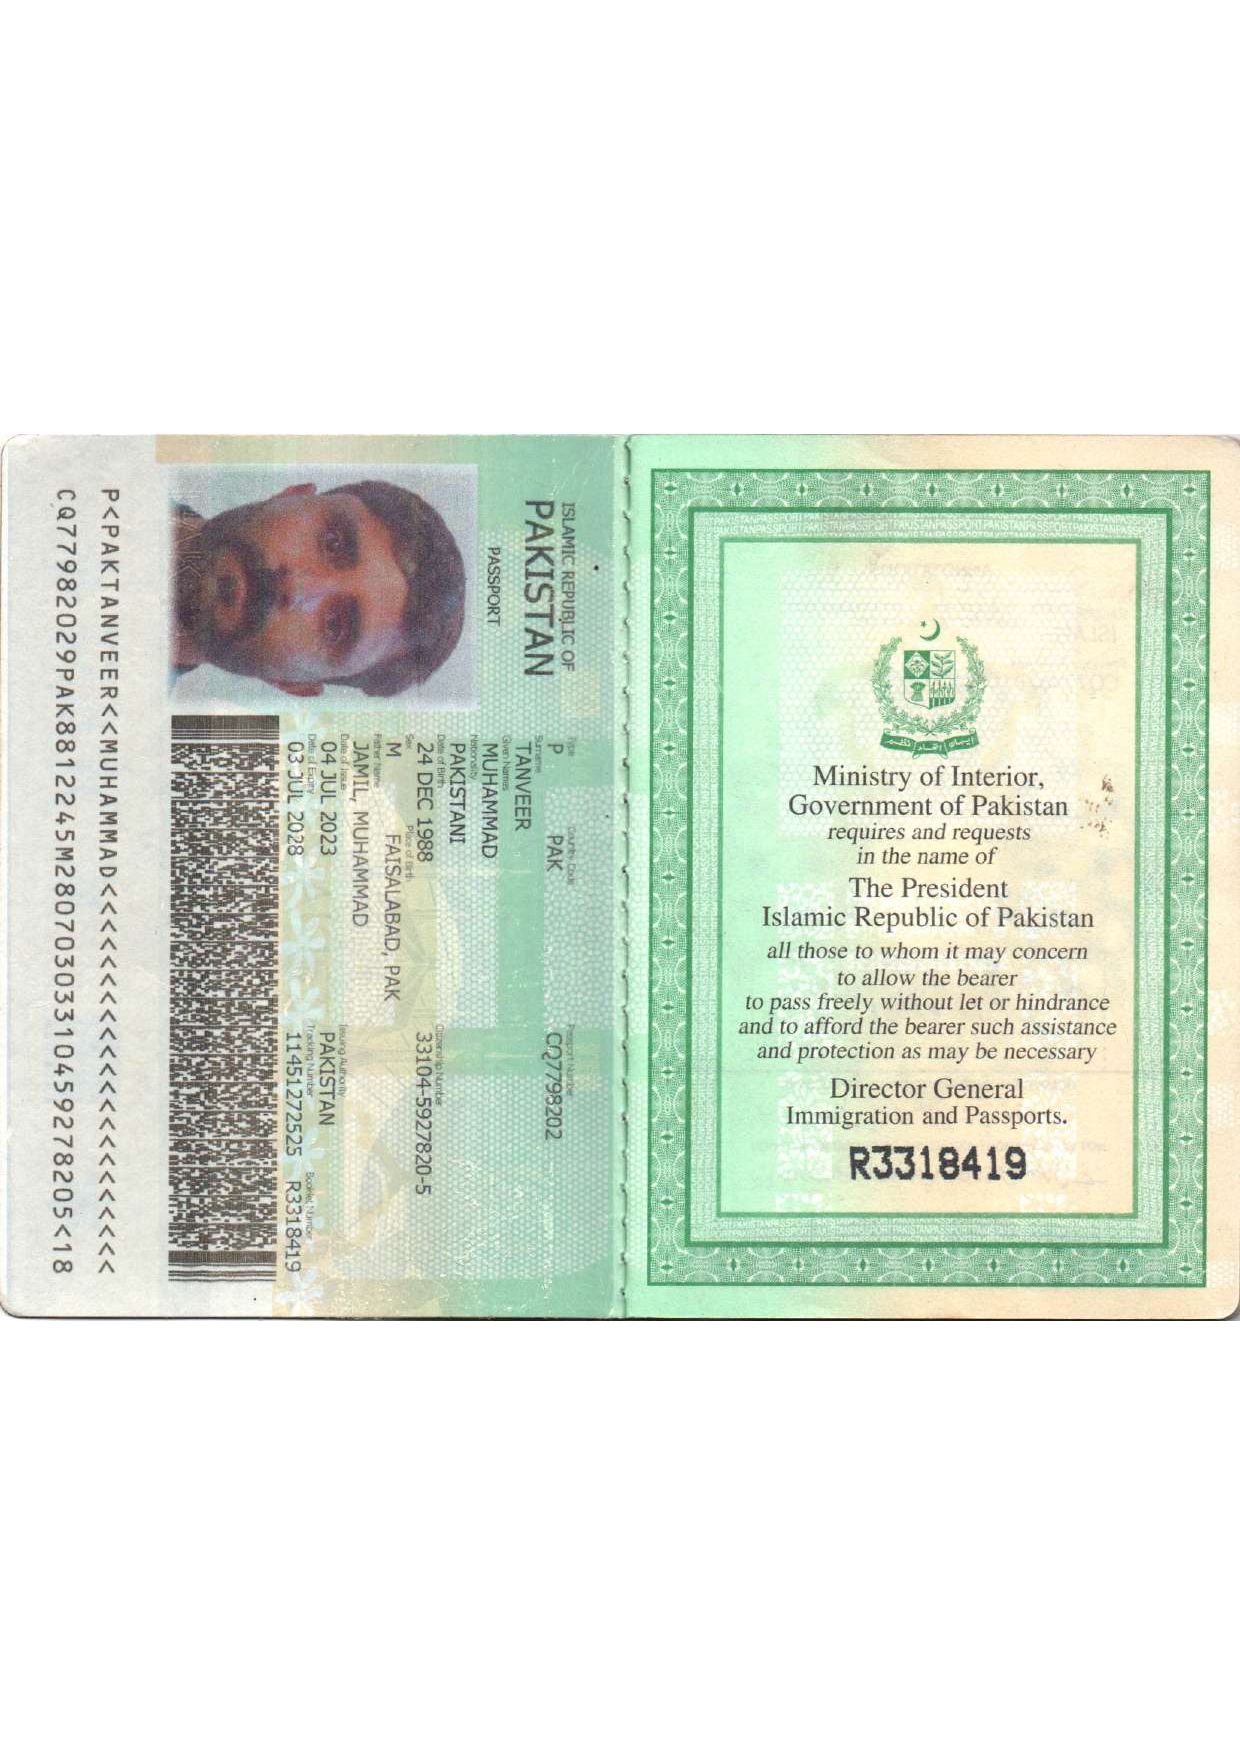 ISLAMIC REPUBLIC OF
PAKISTAN
PASSPORT
Type Country Code Passport Number
P PAK CQ7798202
Surname
TANVEER
Given Names
MUHAMMAD
Nationality
PAKISTANI
Date of Birth Citizenship Number
24 DEC 1988 33104-5927820-5
Sex Place of Birth
M FAISALABAD, PAK
Father Name
JAMIL, MUHAMMAD
Date of Issue Issuing Authority
04 JUL 2023 PAKISTAN
Date of Expiry Tracking Number Booklet Number
03 JUL 2028 11451272525 R3318419
P<PAKTANVEER<<MUHAMMAD<<<<<<<<<<<<<<<<<<<<<<
CQ77982029PAK8812245M28070303310459278205<18
Ministry of Interior,
Government of Pakistan
requires and requests
in the name of
The President
Islamic Republic of Pakistan
all those to whom it may concern
to allow the bearer
to pass freely without let or hindrance
and to afford the bearer such assistance
and protection as may be necessary
Director General
Immigration and Passports.
R3318419